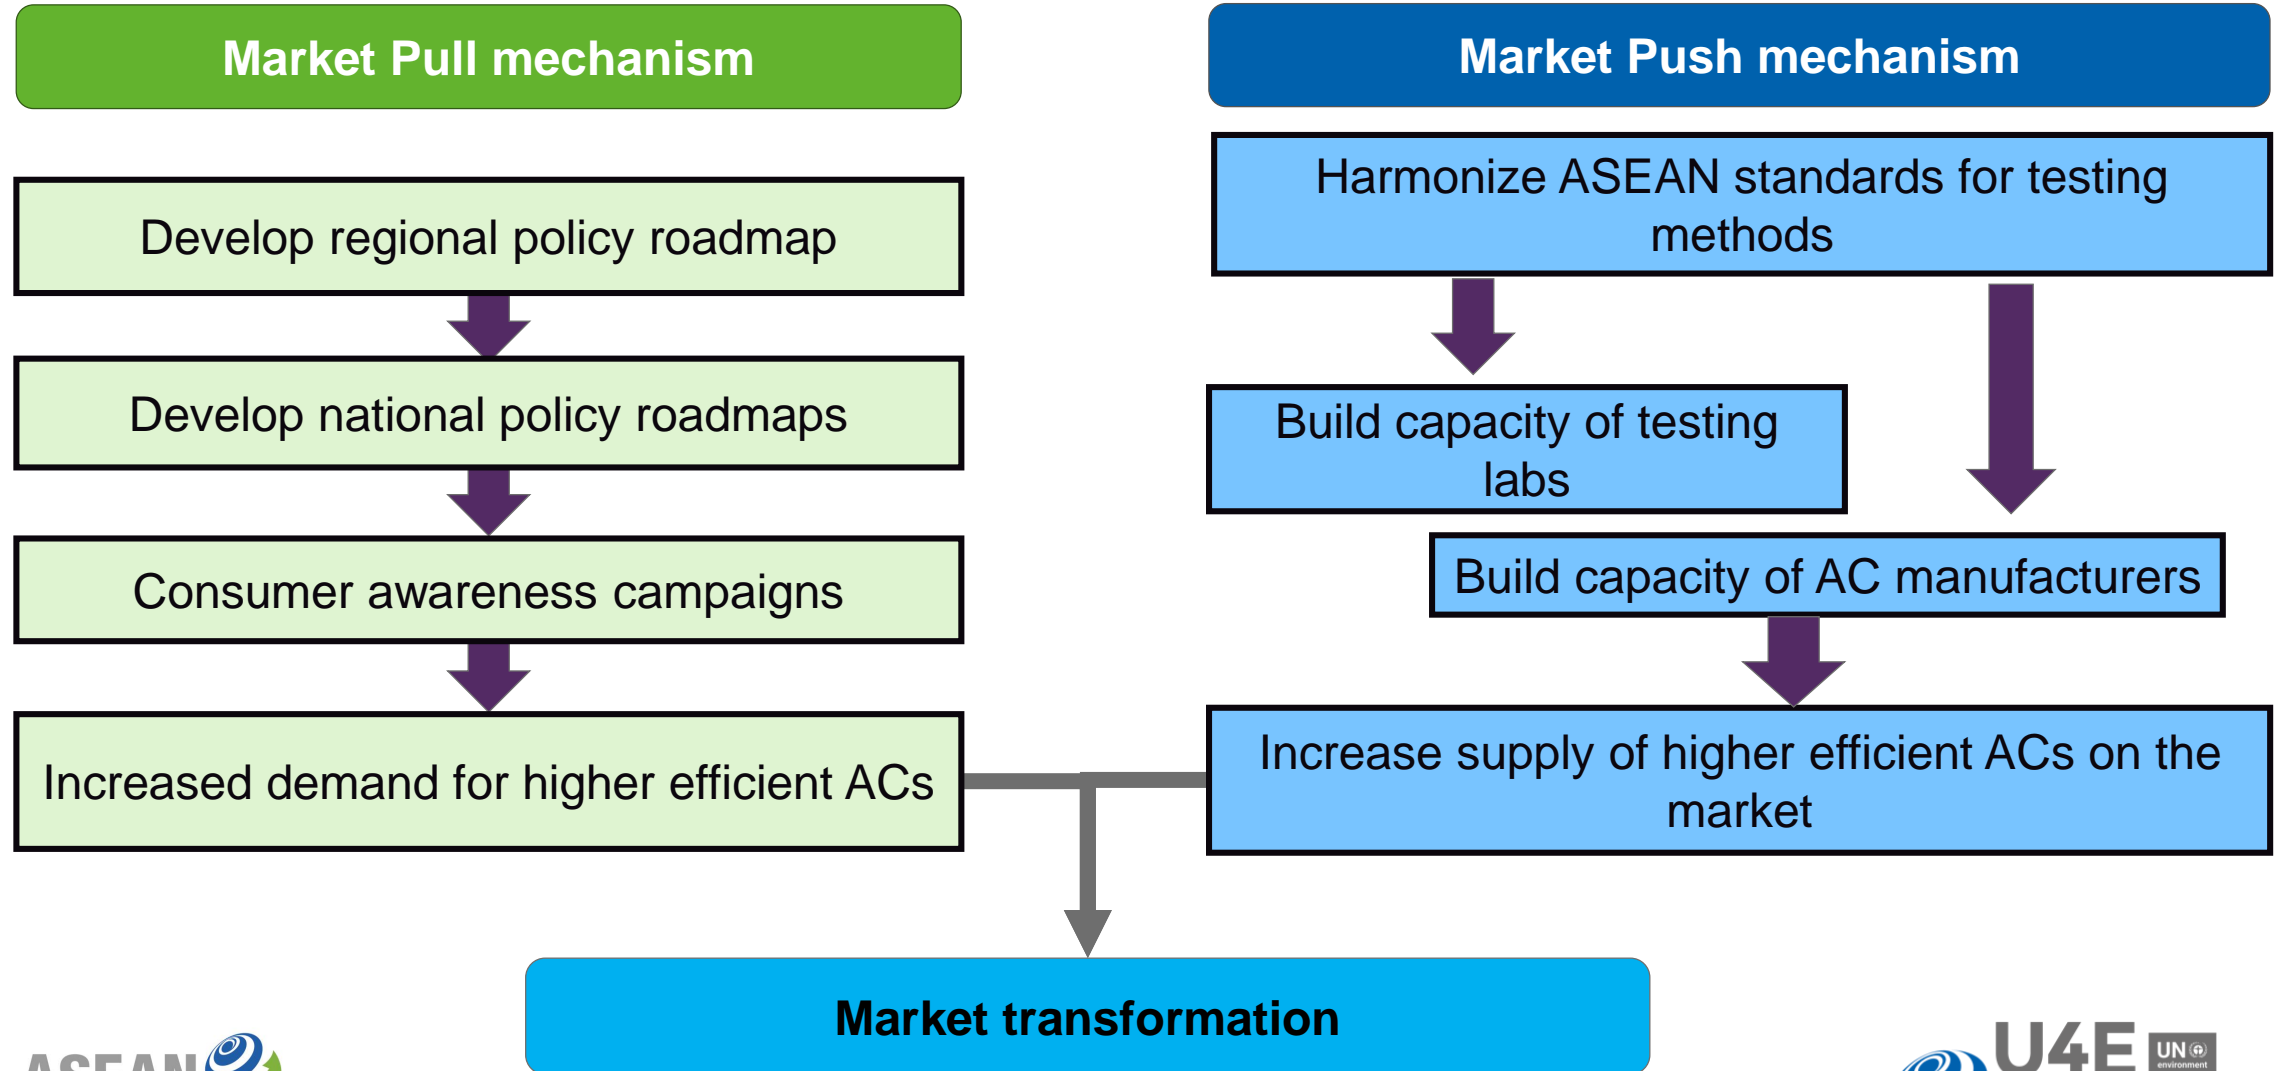 Market Pull mechanism
Develop regional policy roadmap
Develop national policy roadmaps
Consumer awareness campaigns
Increased demand for higher efficient ACs
Market Push mechanism
Harmonize ASEAN standards for testing
methods
Build capacity of testing
labs
Build capacity of AC manufacturers
Increase supply of higher efficient ACs on the
market
Market transformation
ASEAN
U4E
UN
environment